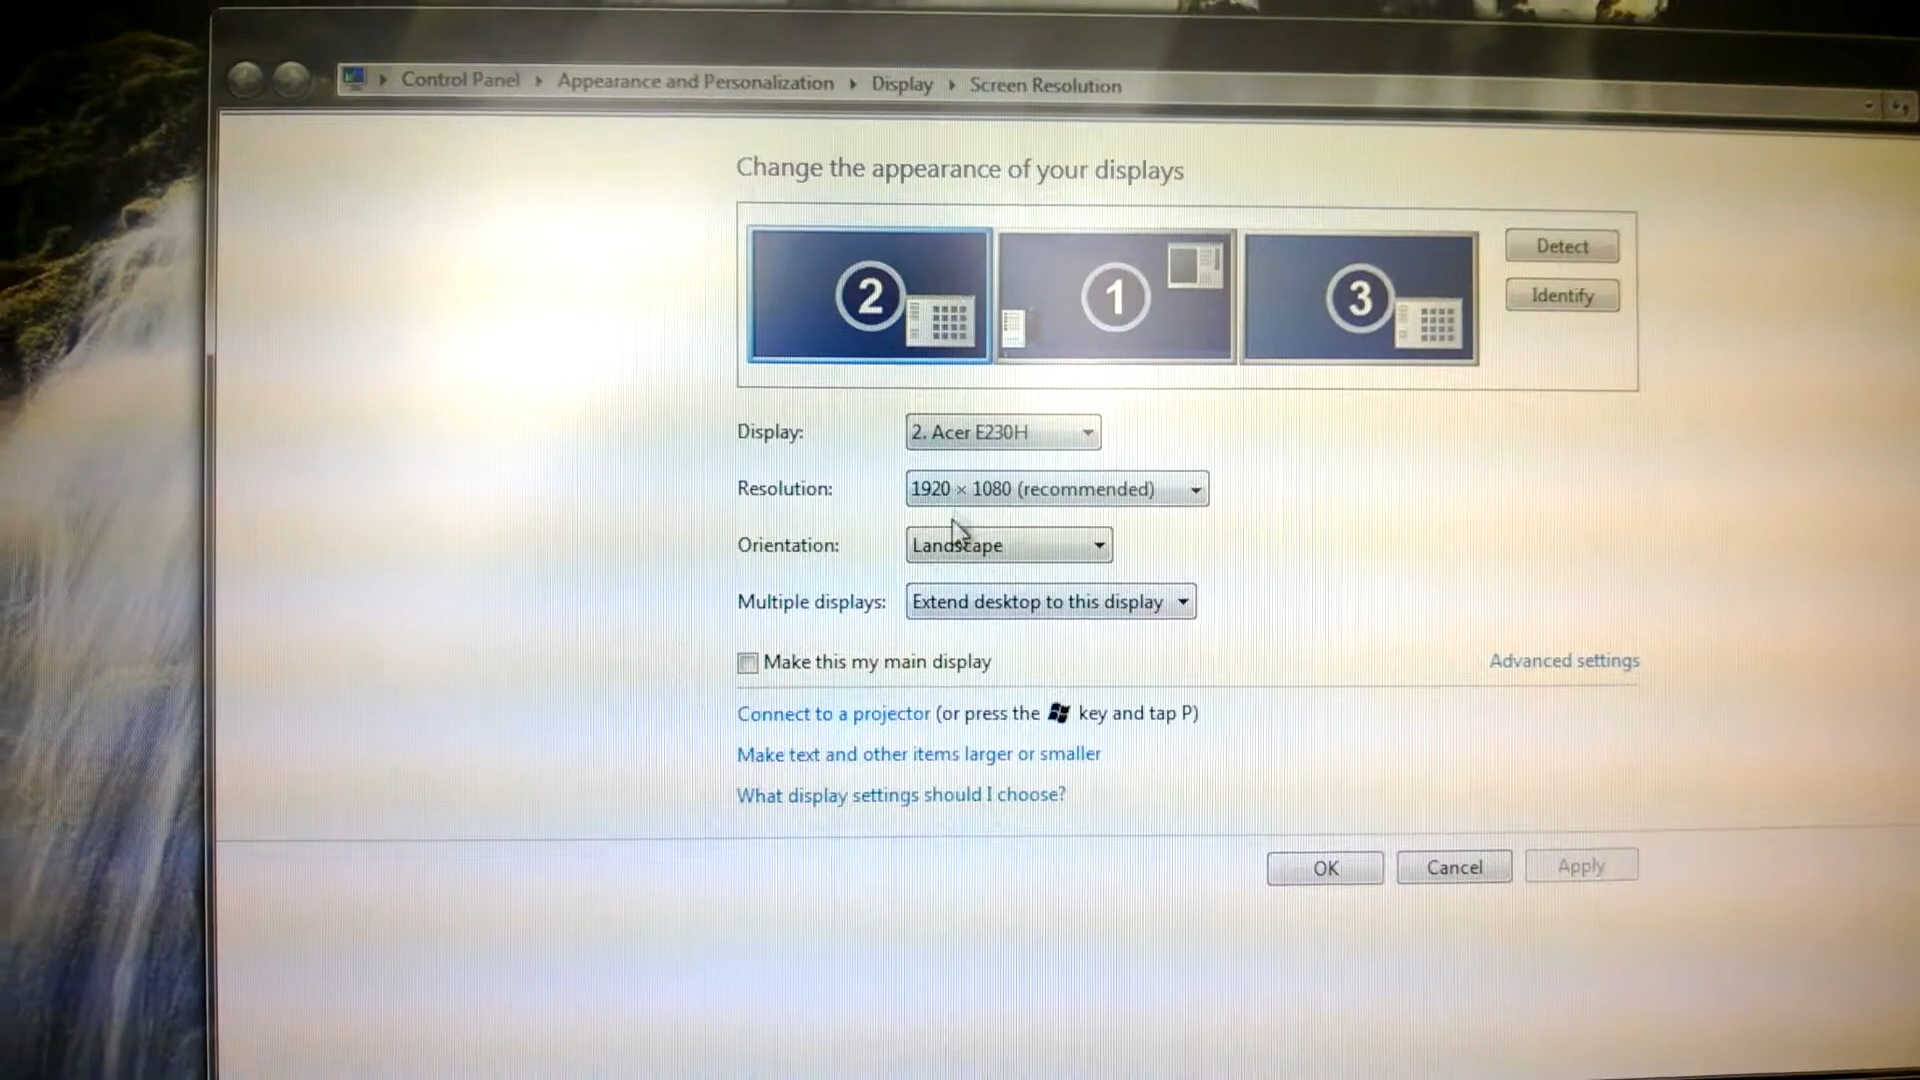 Control Panel Appearance and Personalization Display Screen Resolution
Change the appearance of your displays
2 1 3
Detect
Identify
Display: 2. Acer E230H
Resolution: 1920 × 1080 (recommended)
Orientation: Landscape
Multiple displays: Extend desktop to this display
Make this my main display Advanced settings
Connect to a projector (or press the key and tap P)
Make text and other items larger or smaller
What display settings should I choose?
OK Cancel Apply